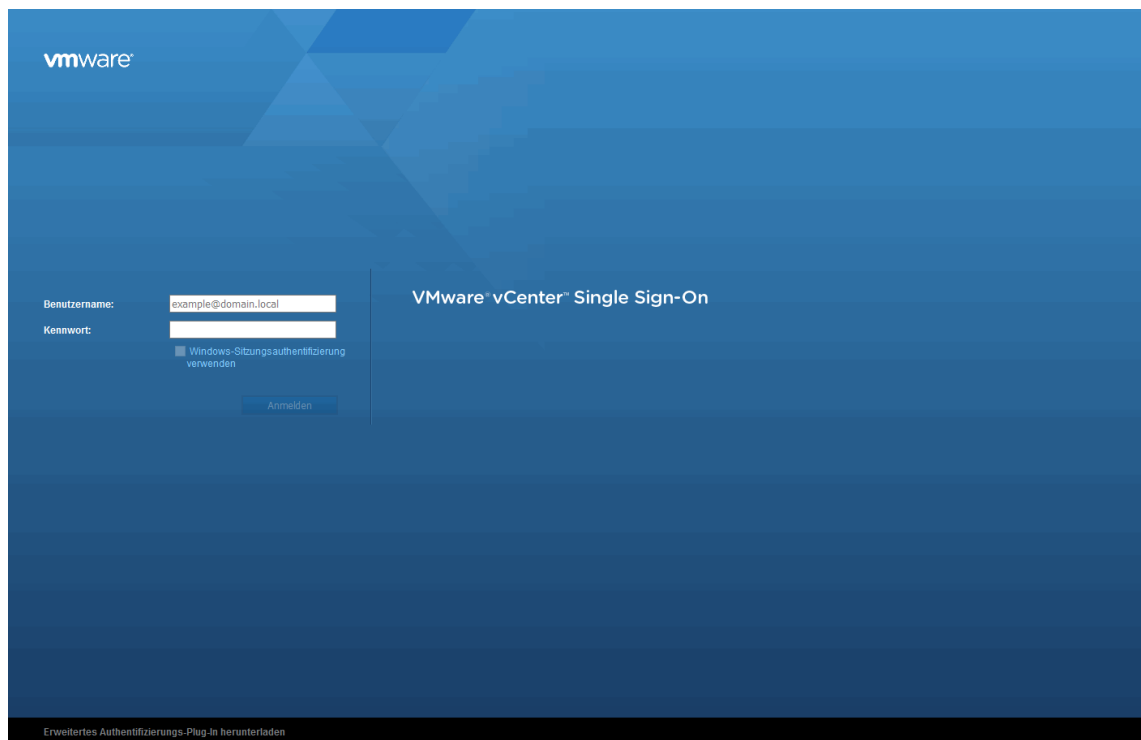 vmware®
Benutzername:
example@domain.local
VMware® vCenter™ Single Sign-On
Kennwort:
Windows-Sitzungsauthentifizierung
verwenden
Anmelden
Erweitertes Authentifizierungs-Plug-In herunterladen